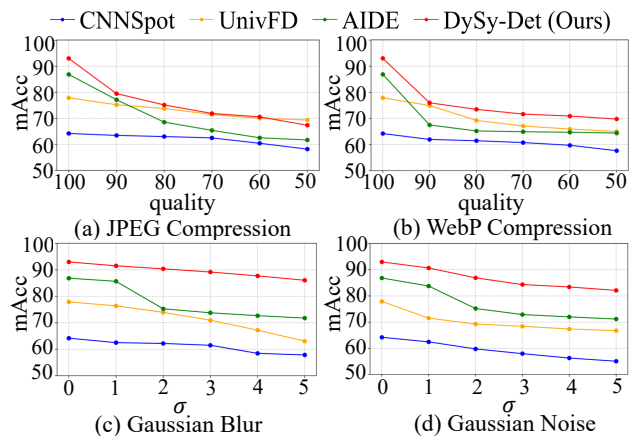 CNNSpot UnivFD AIDE DySy-Det (Ours)
100
90
80
70
60
50
mAcc
100 90 80 70 60 50
quality
(a) JPEG Compression
100
90
80
70
60
50
mAcc
100 90 80 70 60 50
quality
(b) WebP Compression
100
90
80
70
60
50
mAcc
0 1 2 3 4 5
σ
(c) Gaussian Blur
100
90
80
70
60
50
mAcc
0 1 2 3 4 5
σ
(d) Gaussian Noise